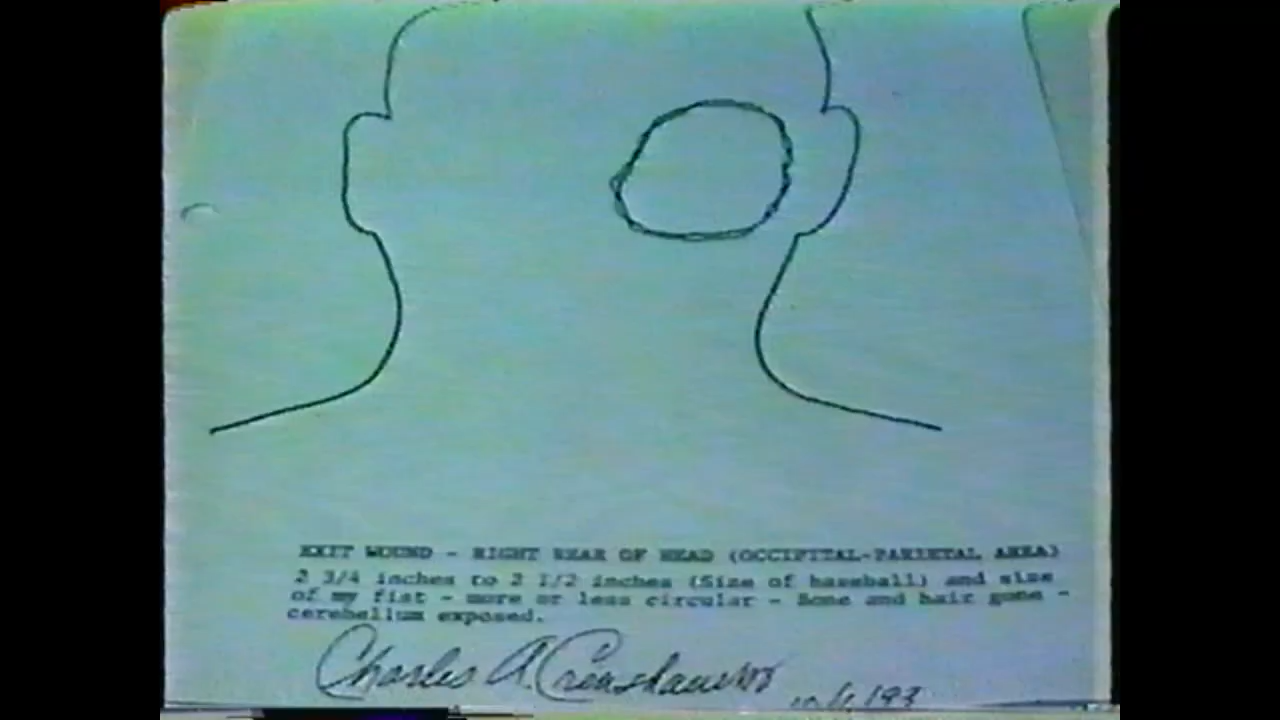 EXIT WOUND - RIGHT REAR OF HEAD (OCCIPITAL-PARIETAL AREA)
2 3/4 inches to 2 1/2 inches (Size of baseball) and size
of my fist - more or less circular - Bone and hair gone -
cerebellum exposed.
Charles A. Crenshaw MD